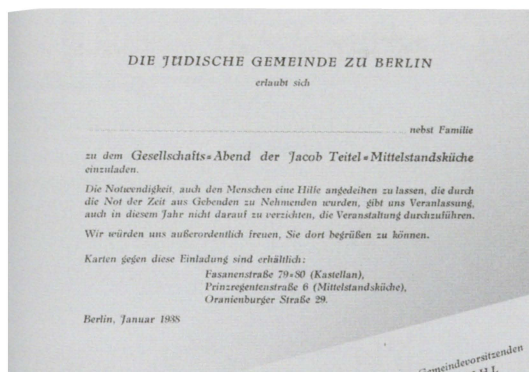 DIE JÜDISCHE GEMEINDE ZU BERLIN
erlaubt sich
nebst Familie
zu dem Gesellschafts=Abend der Jacob Teitel=Mittelstandsküche
einzuladen.
Die Notwendigkeit, auch den Menschen eine Hilfe angedeihen zu lassen, die durch
die Not der Zeit aus Gebenden zu Nehmenden wurden, gibt uns Veranlassung,
auch in diesem Jahr nicht darauf zu verzichten, die Veranstaltung durchzuführen.
Wir würden uns außerordentlich freuen, Sie dort begrüßen zu können.
Karten gegen diese Einladung sind erhältlich:
Fasanenstraße 79=80 (Kastellan),
Prinzregentenstraße 6 (Mittelstandsküche),
Oranienburger Straße 29.
Berlin, Januar 1938
Gemeindevorsitzenden